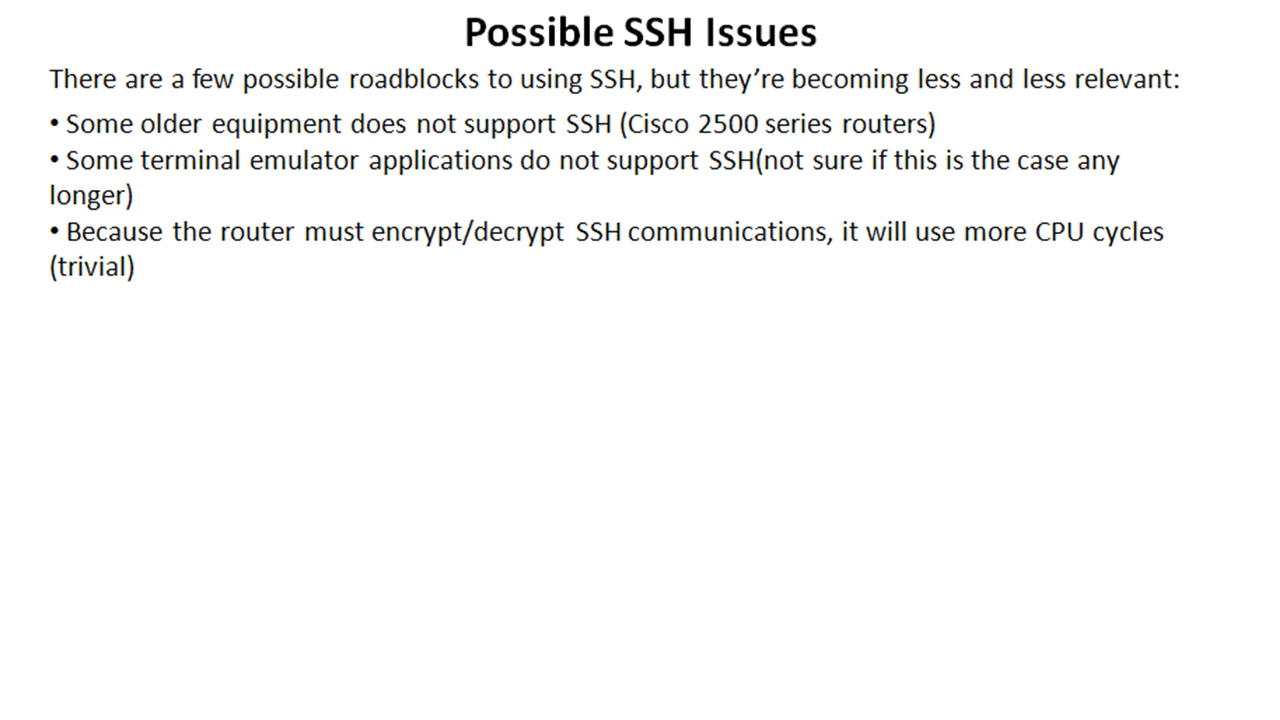 Possible SSH Issues
There are a few possible roadblocks to using SSH, but they’re becoming less and less relevant:
• Some older equipment does not support SSH (Cisco 2500 series routers)
• Some terminal emulator applications do not support SSH(not sure if this is the case any
longer)
• Because the router must encrypt/decrypt SSH communications, it will use more CPU cycles
(trivial)